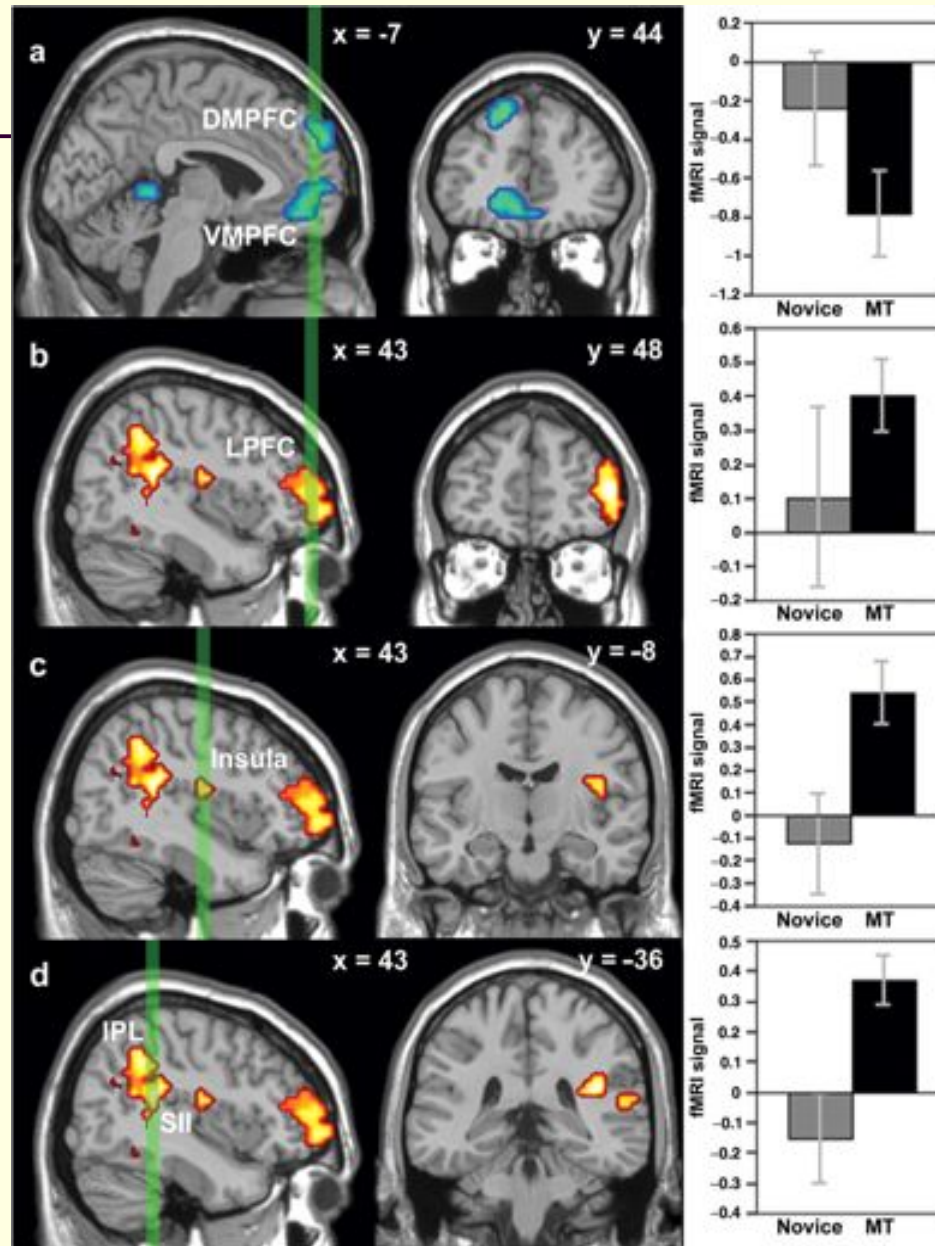 a
x = -7
y = 44
DMPFC
VMPFC
fMRI signal
0.2
0
-0.2
-0.4
-0.6
-0.8
-1
-1.2
Novice MT
b
x = 43
y = 48
LPFC
fMRI signal
0.6
0.5
0.4
0.3
0.2
0.1
0
-0.1
-0.2
Novice MT
c
x = 43
y = -8
Insula
fMRI signal
0.8
0.7
0.6
0.5
0.4
0.3
0.2
0.1
0
-0.1
-0.2
-0.3
-0.4
Novice MT
d
x = 43
y = -36
IPL
SII
fMRI signal
0.5
0.4
0.3
0.2
0.1
0
-0.1
-0.2
-0.3
-0.4
Novice MT